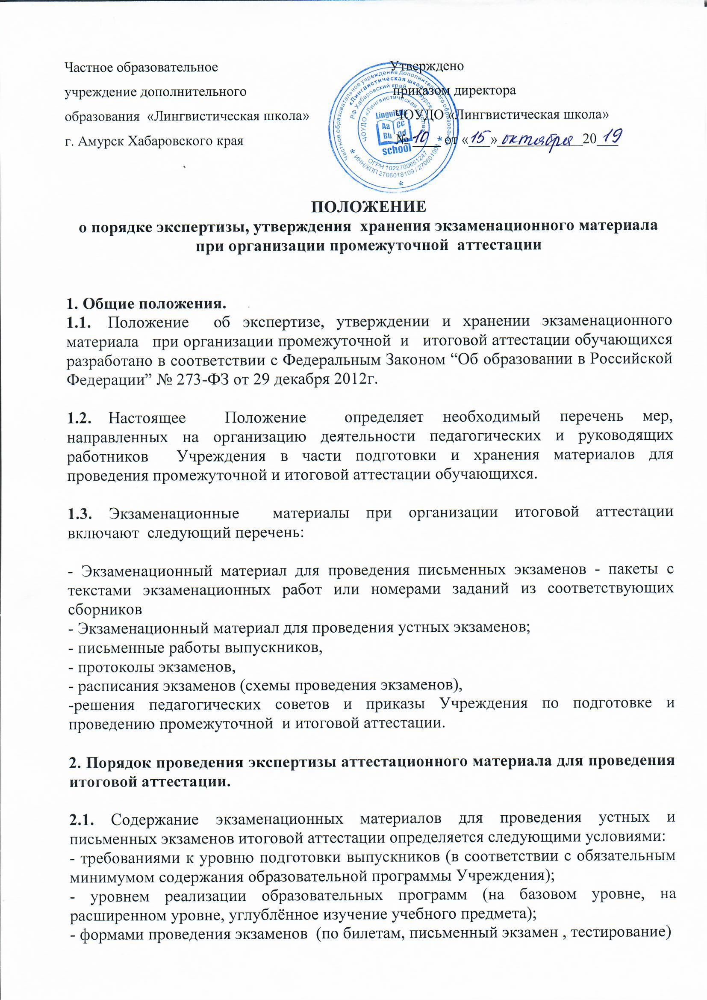 Частное образовательное
учреждение дополнительного
образования «Лингвистическая школа»
г. Амурск Хабаровского края
Утверждено
приказом директора
ЧОУДО «Лингвистическая школа»
№ 10 от «15» октября 2019
Частное образовательное учреждение дополнительного образования
«Лингвистическая школа»
РФ Хабаровский край г. Амурск
ЧОУДО «Лингвистическая школа»
Linguistic
Aa Cc
Bb Dd
school
ОГРН 1022700651247
* ИНН/КПП 2706018109 / 270601001 *
*
ПОЛОЖЕНИЕ
о порядке экспертизы, утверждения хранения экзаменационного материала
при организации промежуточной аттестации
1. Общие положения.
1.1. Положение об экспертизе, утверждении и хранении экзаменационного
материала при организации промежуточной и итоговой аттестации обучающихся
разработано в соответствии с Федеральным Законом “Об образовании в Российской
Федерации” № 273-ФЗ от 29 декабря 2012г.
1.2. Настоящее Положение определяет необходимый перечень мер,
направленных на организацию деятельности педагогических и руководящих
работников Учреждения в части подготовки и хранения материалов для
проведения промежуточной и итоговой аттестации обучающихся.
1.3. Экзаменационные материалы при организации итоговой аттестации
включают следующий перечень:
- Экзаменационный материал для проведения письменных экзаменов - пакеты с
текстами экзаменационных работ или номерами заданий из соответствующих
сборников
- Экзаменационный материал для проведения устных экзаменов;
- письменные работы выпускников,
- протоколы экзаменов,
- расписания экзаменов (схемы проведения экзаменов),
-решения педагогических советов и приказы Учреждения по подготовке и
проведению промежуточной и итоговой аттестации.
2. Порядок проведения экспертизы аттестационного материала для проведения
итоговой аттестации.
2.1. Содержание экзаменационных материалов для проведения устных и
письменных экзаменов итоговой аттестации определяется следующими условиями:
- требованиями к уровню подготовки выпускников (в соответствии с обязательным
минимумом содержания образовательной программы Учреждения);
- уровнем реализации образовательных программ (на базовом уровне, на
расширенном уровне, углублённое изучение учебного предмета);
- формами проведения экзаменов (по билетам, письменный экзамен , тестирование)